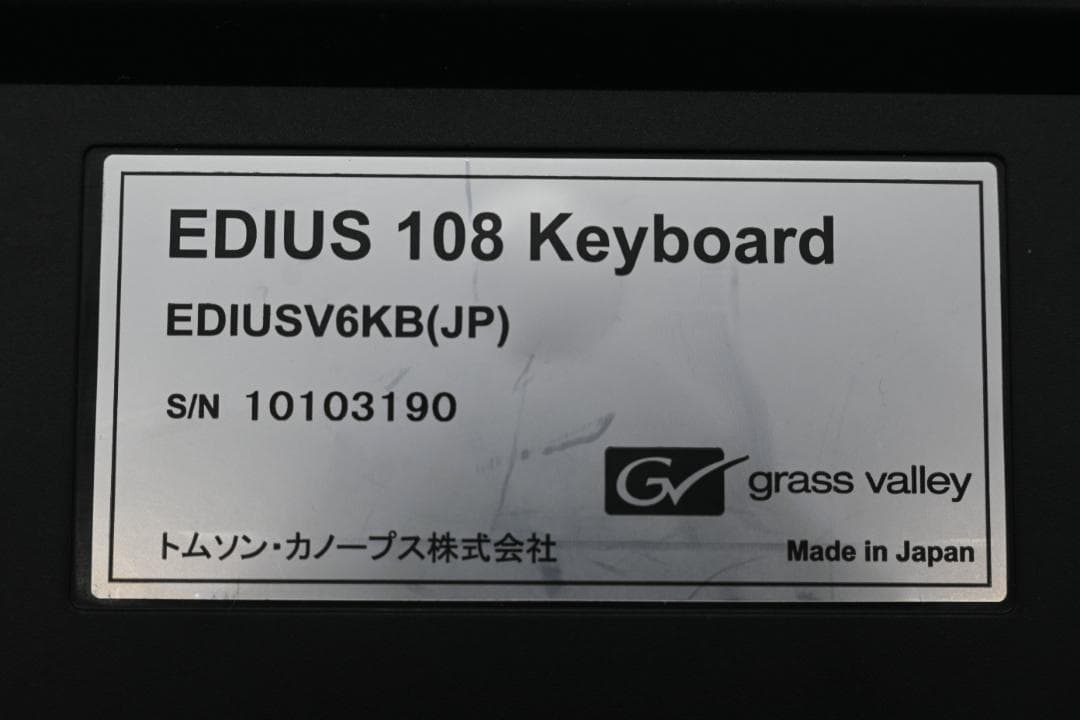 EDIUS 108 Keyboard
EDIUSV6KB(JP)
S/N 10103190
GV grass valley
トムソン・カノープス株式会社
Made in Japan